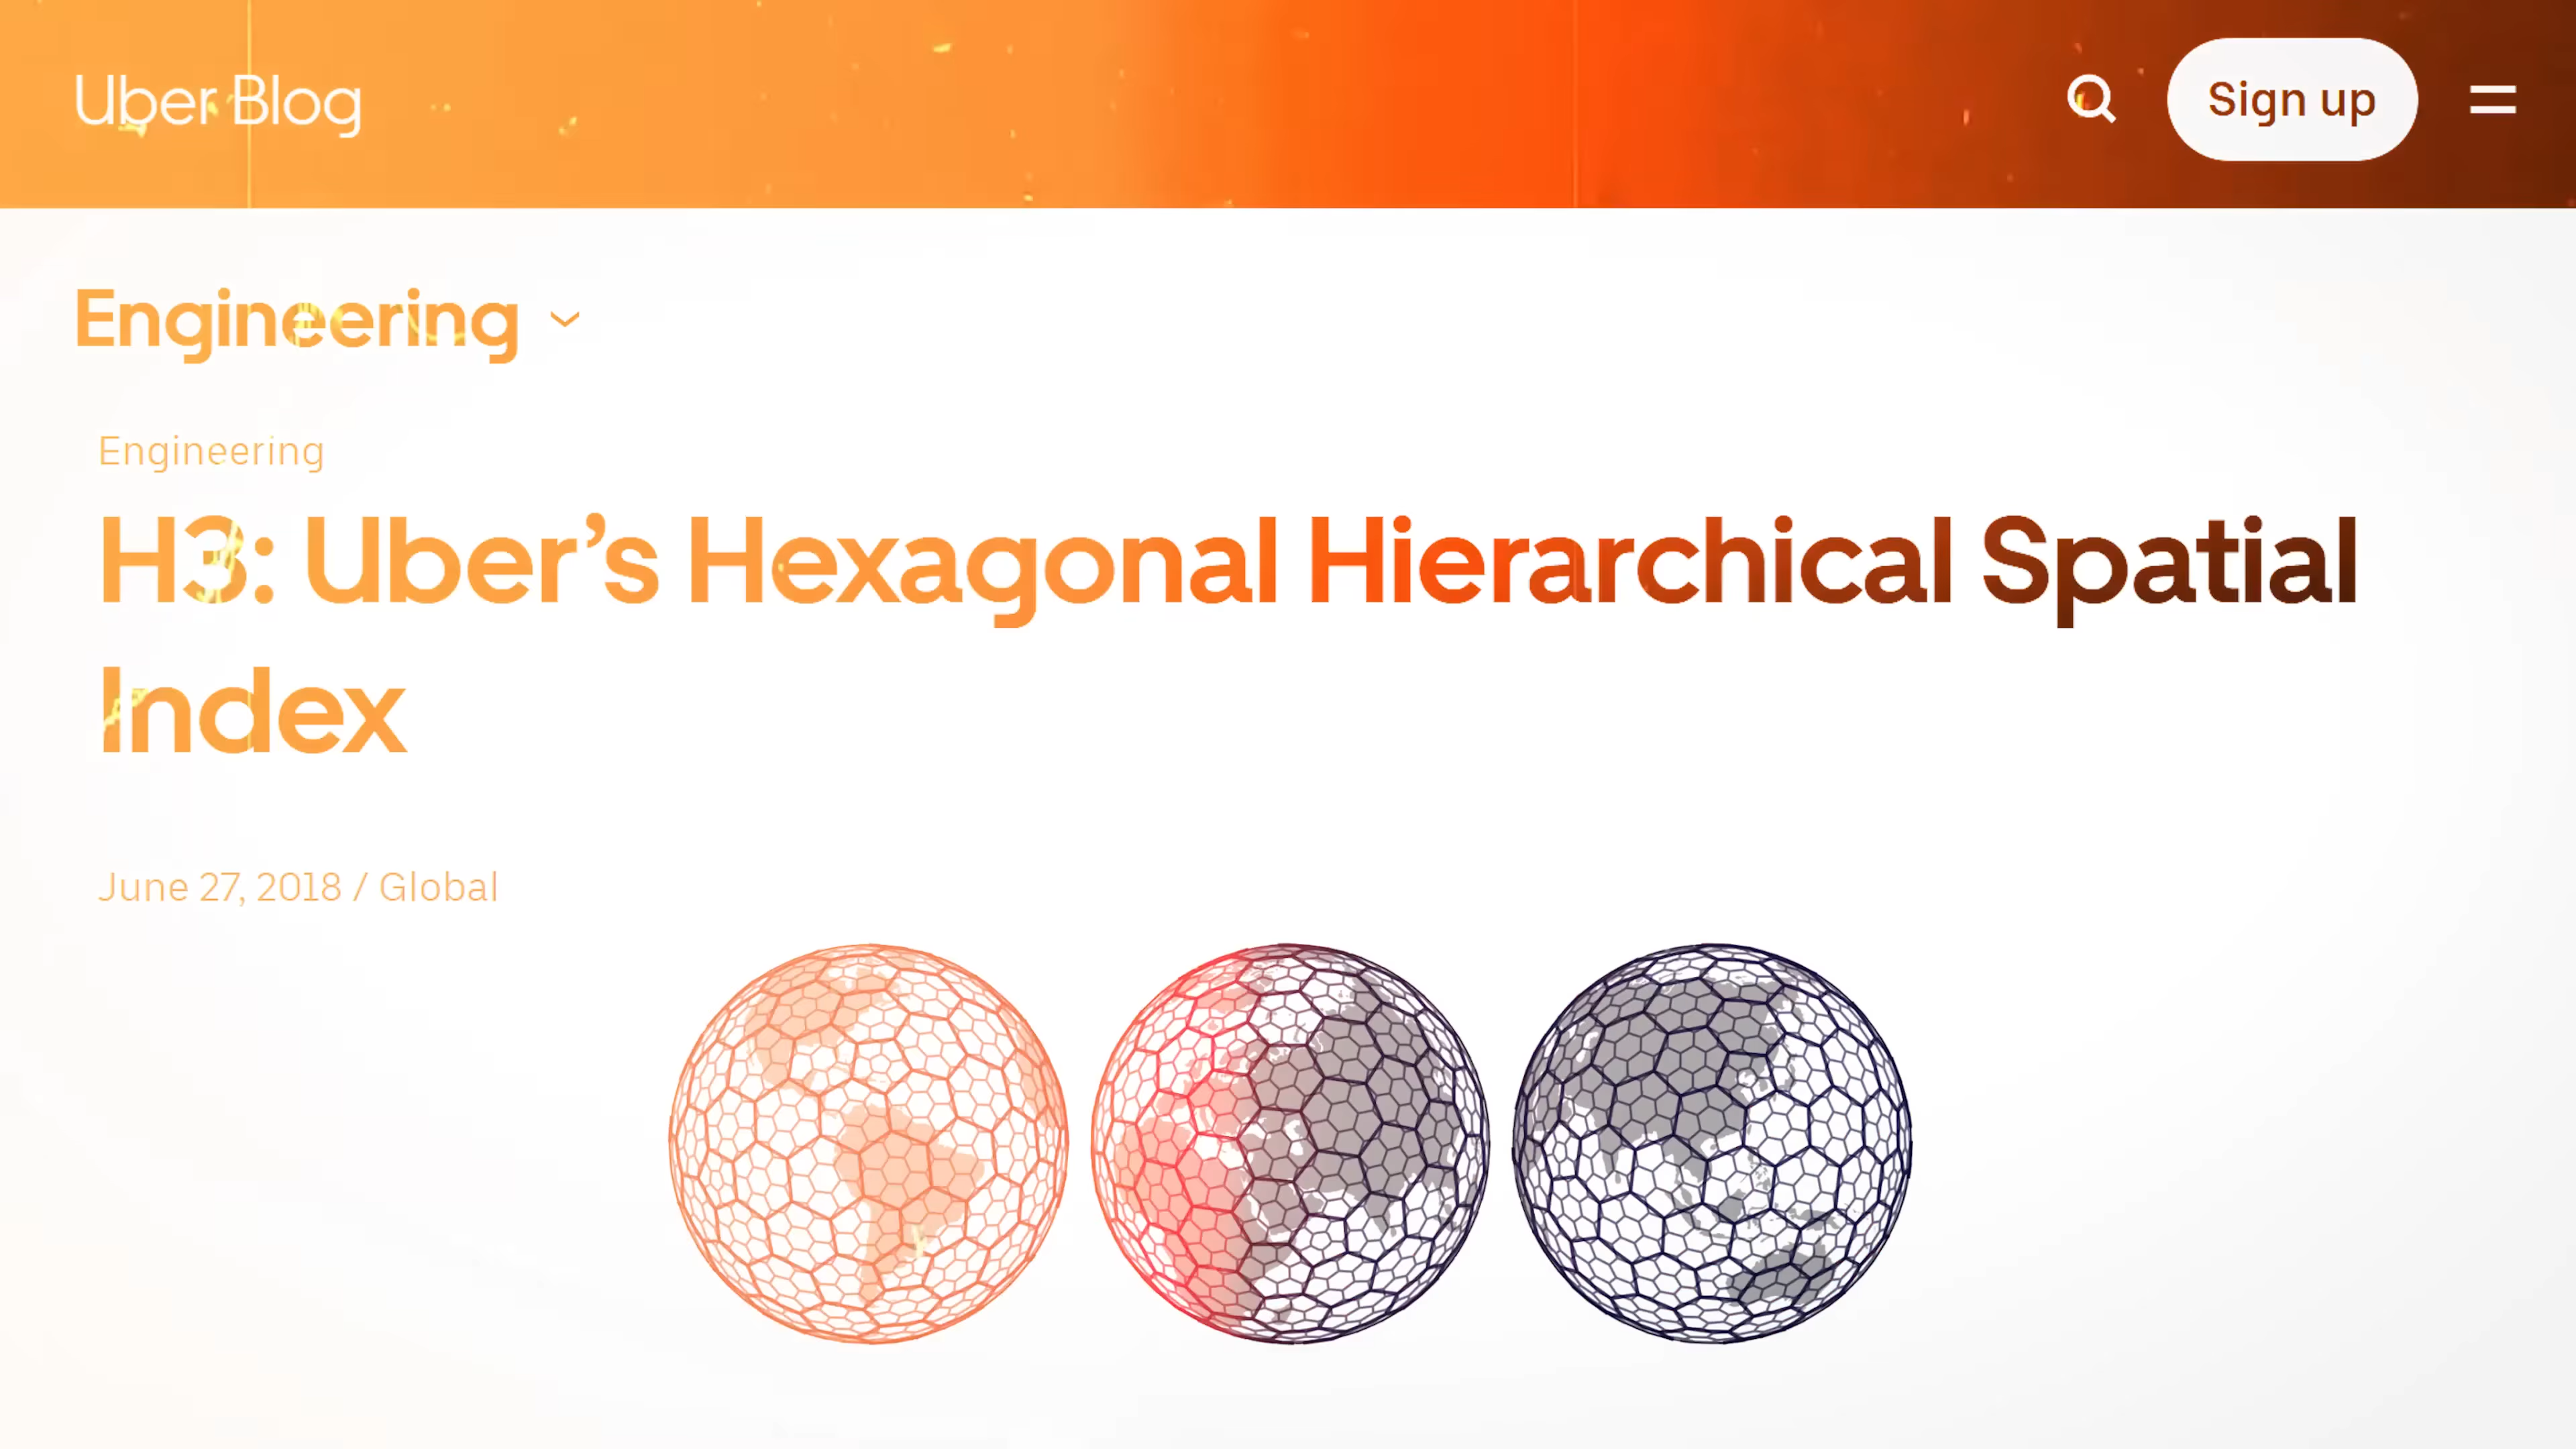 Uber Blog
Sign up
Engineering
Engineering
H3: Uber’s Hexagonal Hierarchical Spatial
Index
June 27, 2018 / Global